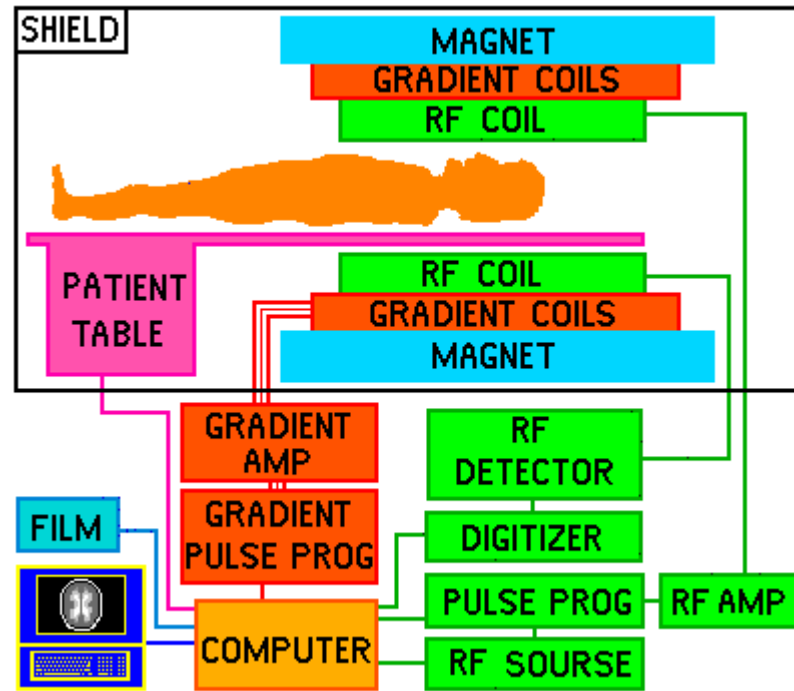 SHIELD
MAGNET
GRADIENT COILS
RF COIL
RF COIL
GRADIENT COILS
MAGNET
PATIENT
TABLE
GRADIENT
AMP
GRADIENT
PULSE PROG
RF
DETECTOR
DIGITIZER
FILM
PULSE PROG
RF AMP
COMPUTER
RF SOURSE